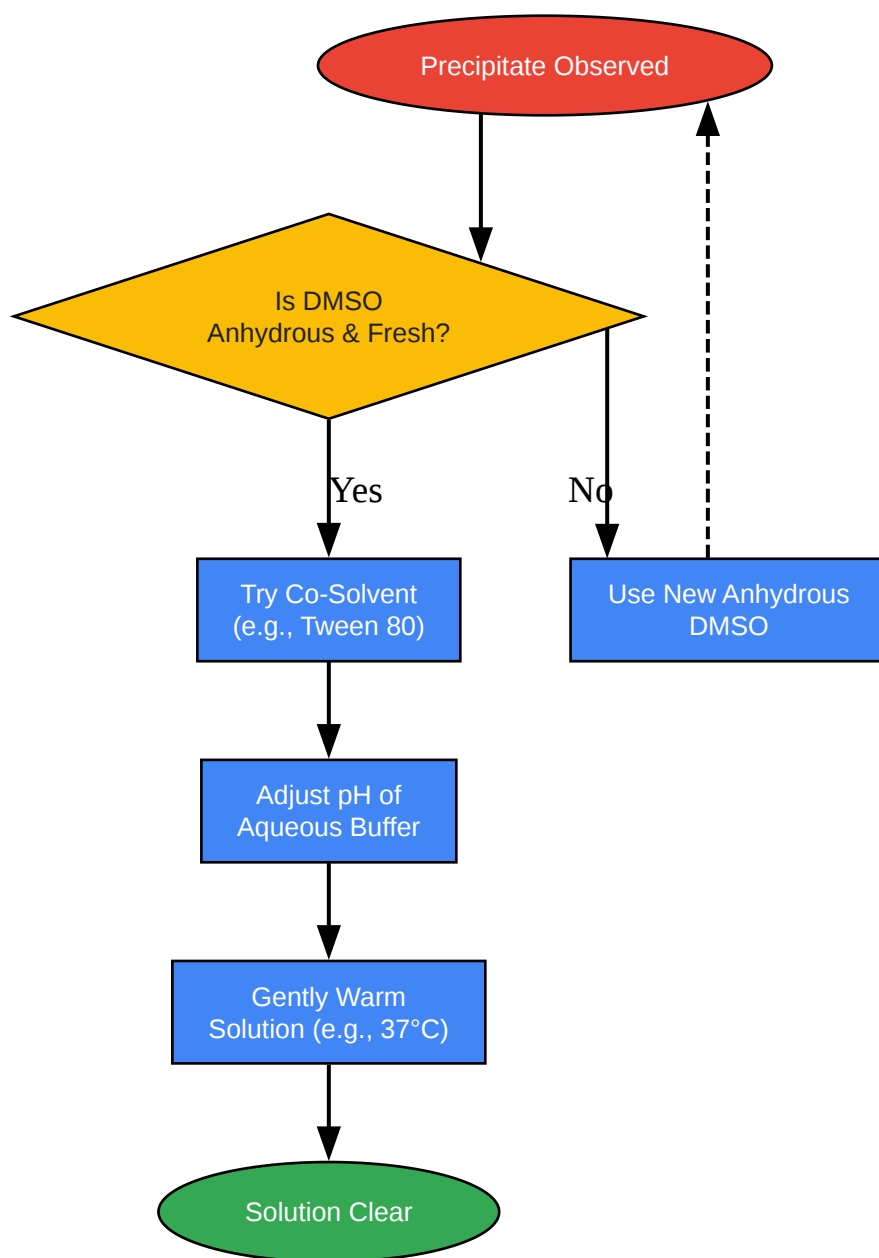 Precipitate Observed
Is DMSO
Anhydrous & Fresh?
Yes
No
Try Co-Solvent
(e.g., Tween 80)
Use New Anhydrous
DMSO
Adjust pH of
Aqueous Buffer
Gently Warm
Solution (e.g., 37°C)
Solution Clear